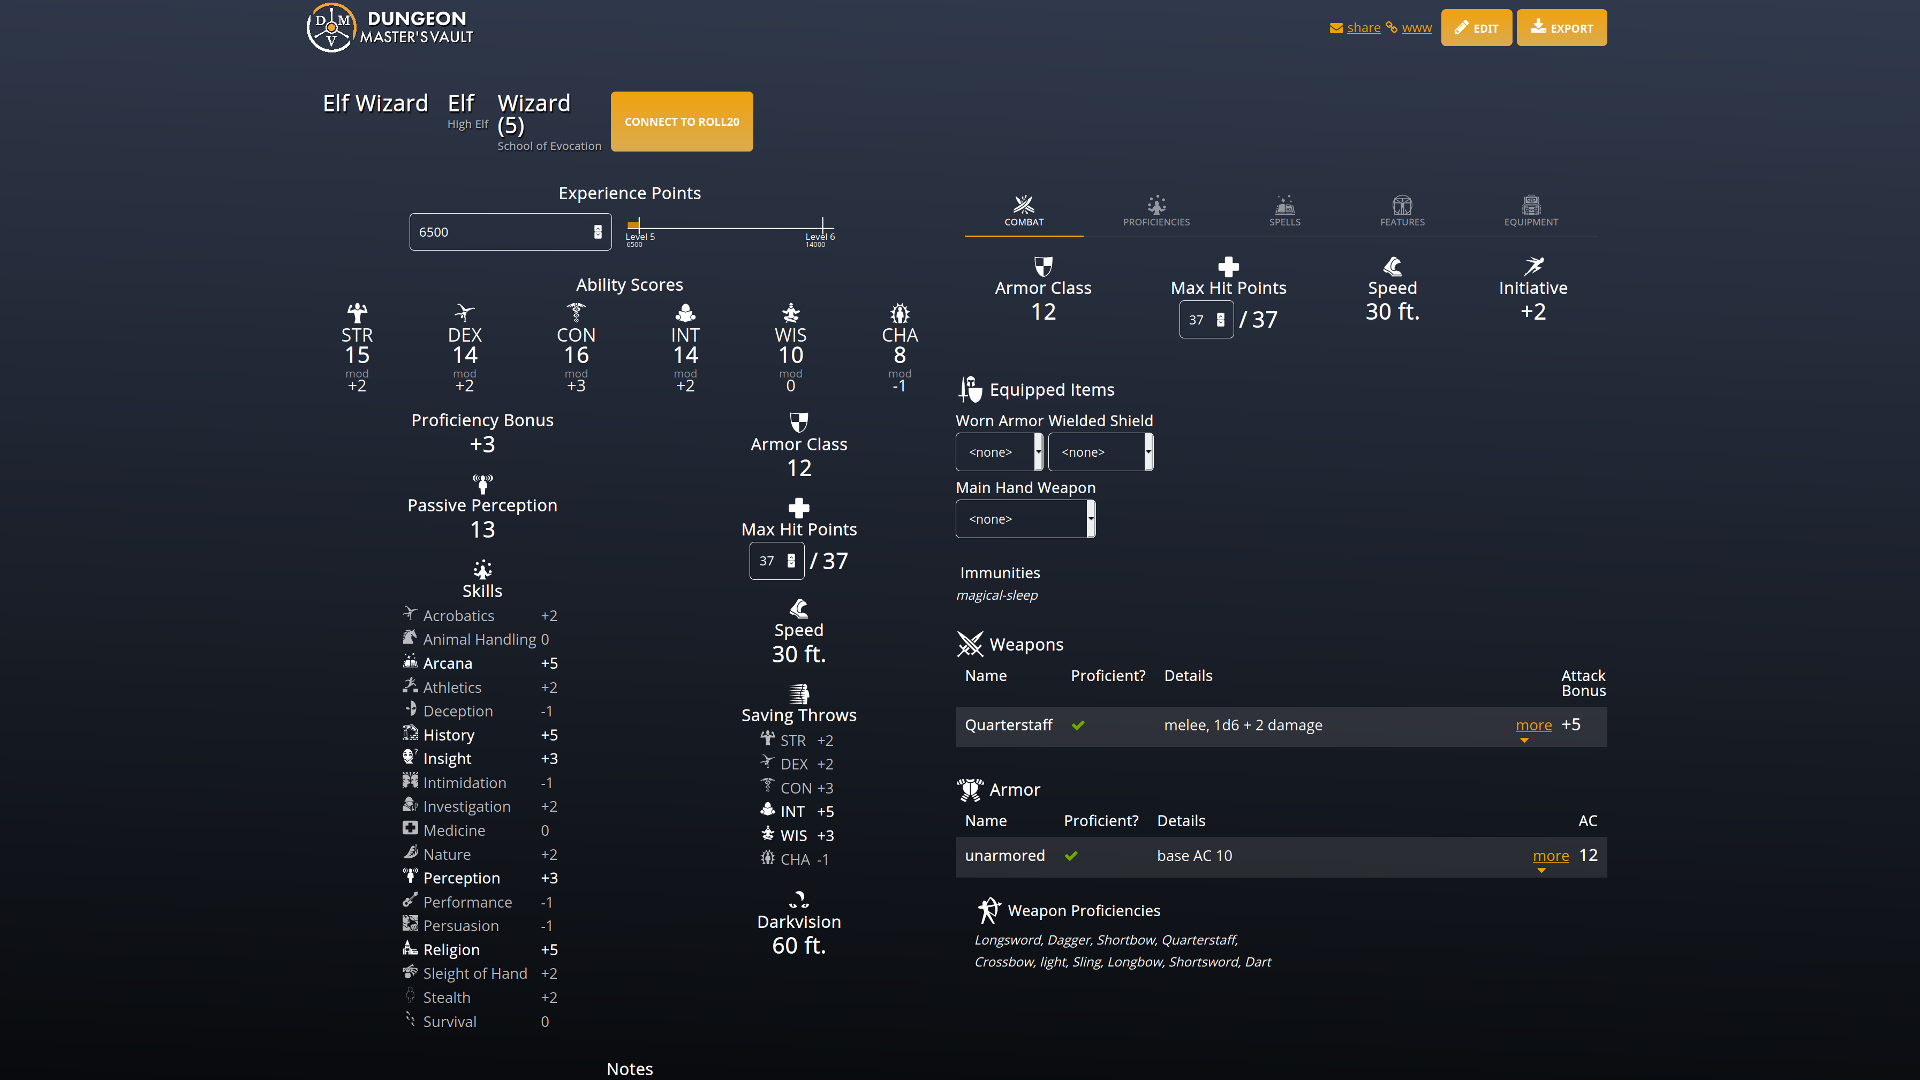 DUNGEON
MASTER'S VAULT
D M
V
share
www
EDIT
EXPORT
Elf Wizard
Elf
High Elf
Wizard
(5)
School of Evocation
CONNECT TO ROLL20
Experience Points
6500
Level 5
6500
Level 6
14000
Ability Scores
STR DEX CON INT WIS CHA
15 14 16 14 10 8
mod mod mod mod mod mod
+2 +2 +3 +2 0 -1
Proficiency Bonus
+3
Passive Perception
13
Skills
Acrobatics +2
Animal Handling 0
Arcana +5
Athletics +2
Deception -1
History +5
Insight +3
Intimidation -1
Investigation +2
Medicine 0
Nature +2
Perception +3
Performance -1
Persuasion -1
Religion +5
Sleight of Hand +2
Stealth +2
Survival 0
Armor Class
12
Max Hit Points
37 / 37
Speed
30 ft.
Saving Throws
STR +2
DEX +2
CON +3
INT +5
WIS +3
CHA -1
Darkvision
60 ft.
Notes
COMBAT PROFICIENCIES SPELLS FEATURES EQUIPMENT
Armor Class Max Hit Points Speed Initiative
12 37 / 37 30 ft. +2
Equipped Items
Worn Armor Wielded Shield
<none> <none>
Main Hand Weapon
<none>
Immunities
magical-sleep
Weapons
Name Proficient? Details Attack
Bonus
Quarterstaff melee, 1d6 + 2 damage more +5
Armor
Name Proficient? Details AC
unarmored base AC 10 more 12
Weapon Proficiencies
Longsword, Dagger, Shortbow, Quarterstaff,
Crossbow, light, Sling, Longbow, Shortsword, Dart